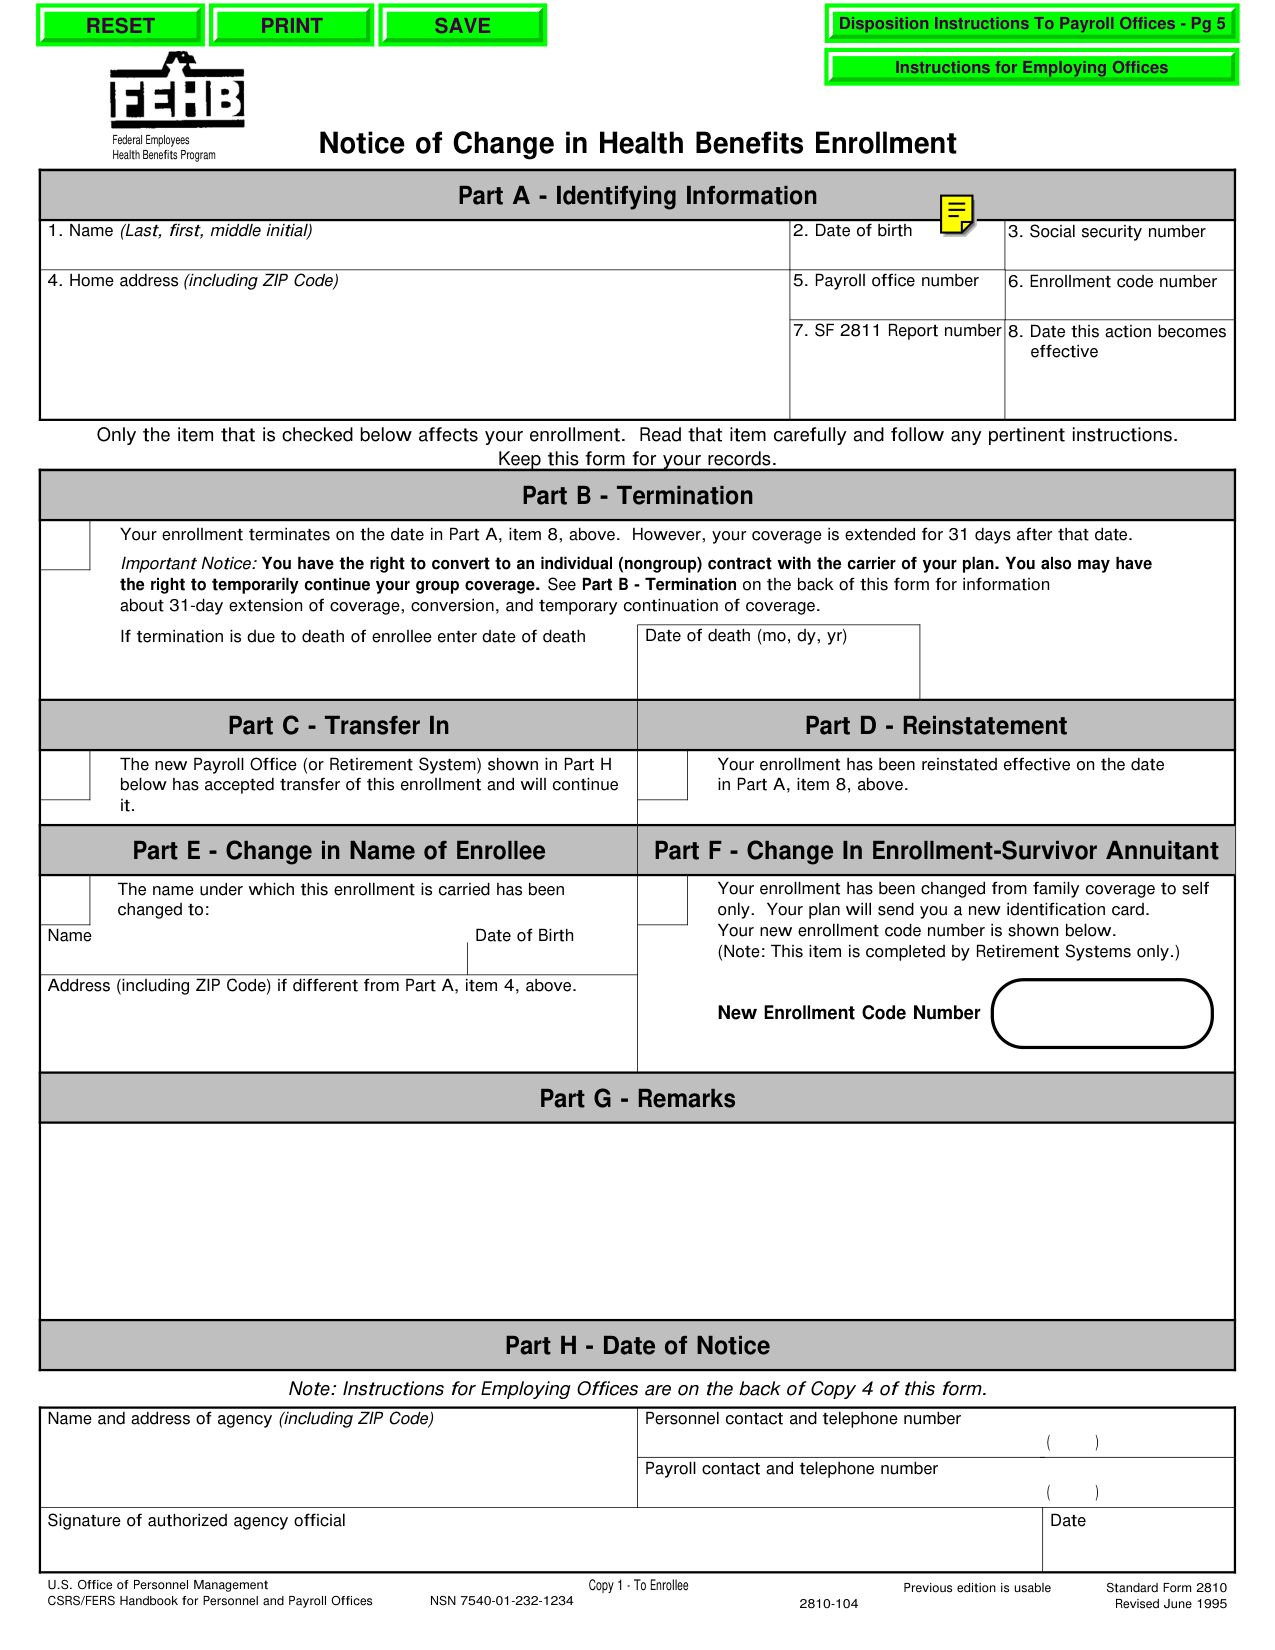 RESET PRINT SAVE
Disposition Instructions To Payroll Offices - Pg 5
Instructions for Employing Offices
FEHB
Federal Employees
Health Benefits Program
Notice of Change in Health Benefits Enrollment
Part A - Identifying Information
1. Name (Last, first, middle initial)
2. Date of birth
3. Social security number
4. Home address (including ZIP Code)
5. Payroll office number
6. Enrollment code number
7. SF 2811 Report number
8. Date this action becomes
effective
Only the item that is checked below affects your enrollment. Read that item carefully and follow any pertinent instructions.
Keep this form for your records.
Part B - Termination
Your enrollment terminates on the date in Part A, item 8, above. However, your coverage is extended for 31 days after that date.
Important Notice: You have the right to convert to an individual (nongroup) contract with the carrier of your plan. You also may have
the right to temporarily continue your group coverage. See Part B - Termination on the back of this form for information
about 31-day extension of coverage, conversion, and temporary continuation of coverage.
If termination is due to death of enrollee enter date of death
Date of death (mo, dy, yr)
Part C - Transfer In
The new Payroll Office (or Retirement System) shown in Part H
below has accepted transfer of this enrollment and will continue
it.
Part D - Reinstatement
Your enrollment has been reinstated effective on the date
in Part A, item 8, above.
Part E - Change in Name of Enrollee
The name under which this enrollment is carried has been
changed to:
Name
Date of Birth
Address (including ZIP Code) if different from Part A, item 4, above.
Part F - Change In Enrollment-Survivor Annuitant
Your enrollment has been changed from family coverage to self
only. Your plan will send you a new identification card.
Your new enrollment code number is shown below.
(Note: This item is completed by Retirement Systems only.)
New Enrollment Code Number
Part G - Remarks
Part H - Date of Notice
Note: Instructions for Employing Offices are on the back of Copy 4 of this form.
Name and address of agency (including ZIP Code)
Personnel contact and telephone number
( )
Payroll contact and telephone number
( )
Signature of authorized agency official
Date
U.S. Office of Personnel Management
CSRS/FERS Handbook for Personnel and Payroll Offices
NSN 7540-01-232-1234
Copy 1 - To Enrollee
2810-104
Previous edition is usable
Standard Form 2810
Revised June 1995